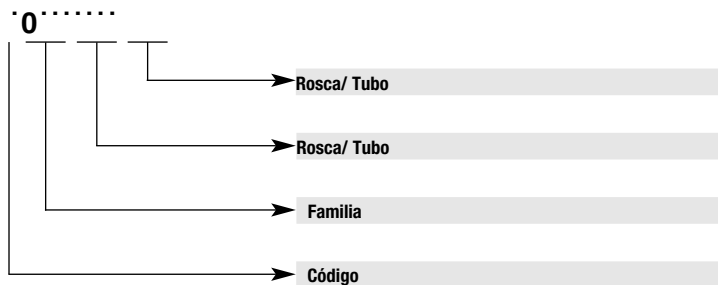 .0.......
Rosca/ Tubo
Rosca/ Tubo
Familia
Código